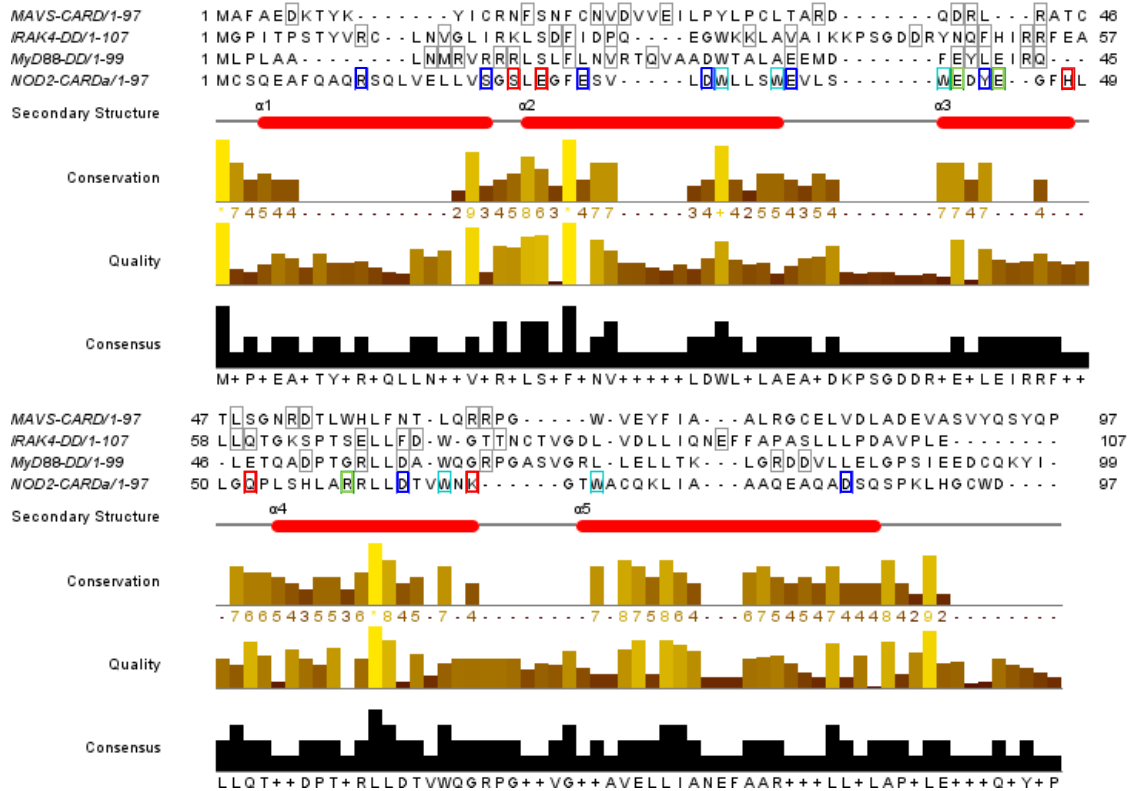 MAVS-CARD/1-97 1 MAFAEDKTYK-------YICRNFSNFCNVDVVEILPYLPCLTARD------QDRL---RATC 46
IRAK4-DD/1-107 1 MGPITPSTYVRC--LNVGLIRKLSDFIDPQ----EGWKKLAVAIKKPSGDDRYNQFHIRRFEA 57
MyD88-DD/1-99 1 MLPLAA---------LNMRVRRRLSLFLNVRTQVAADWTALAEEMD-------FEYLEIRQ-- 45
NOD2-CARDa/1-97 1 MCSQEAFQAQRSQLVELLVSGSLEGFESV-----LDWLLSWEVLS-------WEDYE--GFHL 49
α1 α2 α3
Secondary Structure
Conservation
*74544-----------29345863*477-----34+42554354-------7747---4---
Quality
Consensus
M+P+EA+TY+R+QLLN++V+R+LS+F+NV+++++LDWL+LAEA+DKPSGDDR+E+LEIRRF++
MAVS-CARD/1-97 47 TLSGNRDTLWHLFNT-LQRRPG-----W-VEYFIA---ALRGCELVDLADEVASVYQSYQP 97
IRAK4-DD/1-107 58 LLQTGKSPTSELLFD-W-GTTNCTVGDL-VDLLIQNEFFAPASLLLPDAVPLE-------- 107
MyD88-DD/1-99 46 -LETQADPTGRLLDA-WQGRPGASVGRL-LELLTK---LGRDDVLLELGPSIEEDCQKYI- 99
NOD2-CARDa/1-97 50 LGQPLSHLARRLLDTVWNK------GTWACQKLIA---AAQEAQADSQSPKLHGCWD---- 97
α4 α5
Secondary Structure
Conservation
-7665435536*845-7-4--------7-875864---675454744484292--------
Quality
Consensus
LLQT++DPT+RLLDTVWQGRPG++VG++AVELLIANEFAAR+++LL+LAP+LE+++Q+Y+P